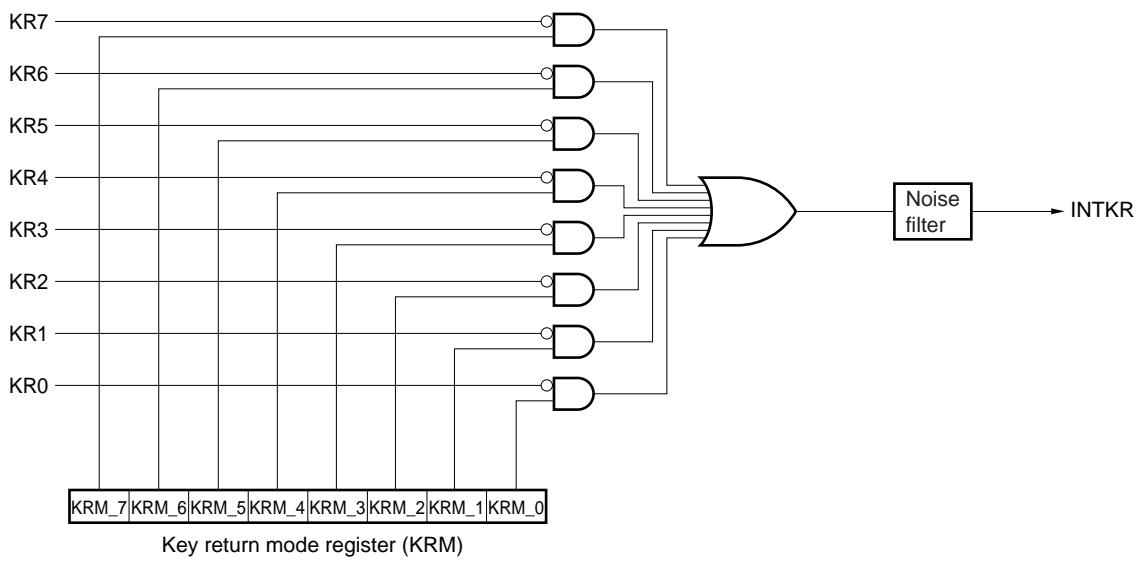 KR7
KR6
KR5
KR4
KR3
KR2
KR1
KR0
Noise
filter
INTKR
KRM_7 KRM_6 KRM_5 KRM_4 KRM_3 KRM_2 KRM_1 KRM_0
Key return mode register (KRM)